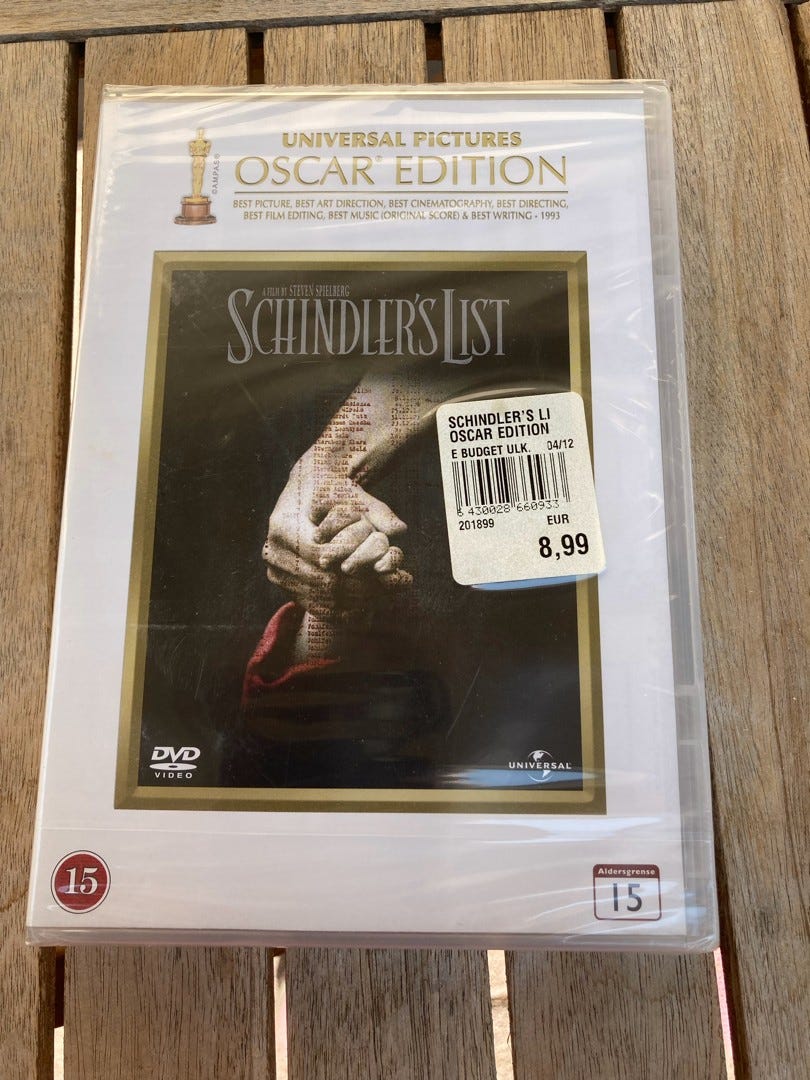 UNIVERSAL PICTURES
OSCAR® EDITION
©AMPAS®
BEST PICTURE, BEST ART DIRECTION, BEST CINEMATOGRAPHY, BEST DIRECTING,
BEST FILM EDITING, BEST MUSIC (ORIGINAL SCORE) & BEST WRITING - 1993
A FILM BY STEVEN SPIELBERG
SCHINDLER'S LIST
SCHINDLER'S LI
OSCAR EDITION
E BUDGET ULK. 04/12
6 430028 660933
201899 EUR
8,99
DVD
VIDEO
UNIVERSAL
15
Aldersgrense
15